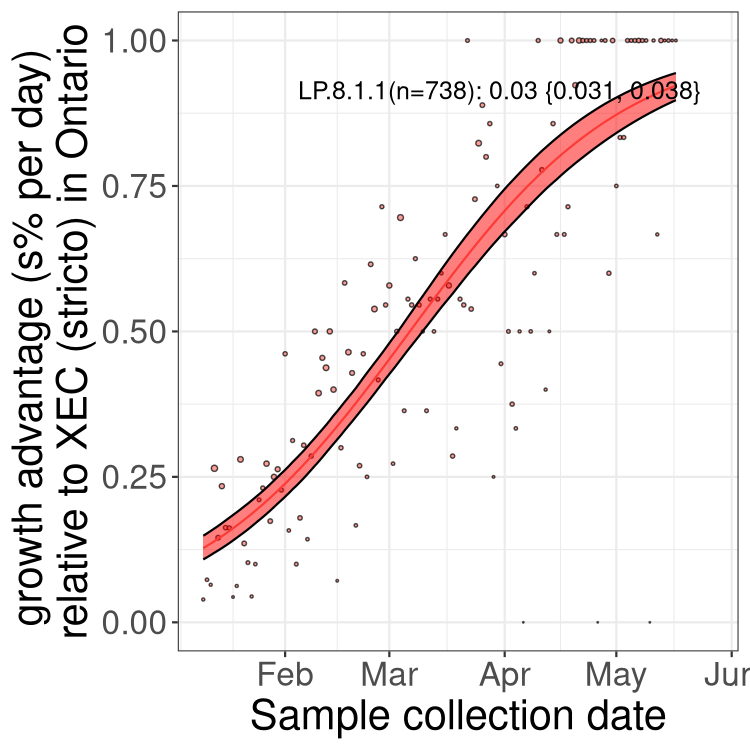 growth advantage (s% per day)
relative to XEC (stricto) in Ontario
1.00
0.75
0.50
0.25
0.00
LP.8.1.1(n=738): 0.03 {0.031, 0.038}
Feb Mar Apr May Jun
Sample collection date